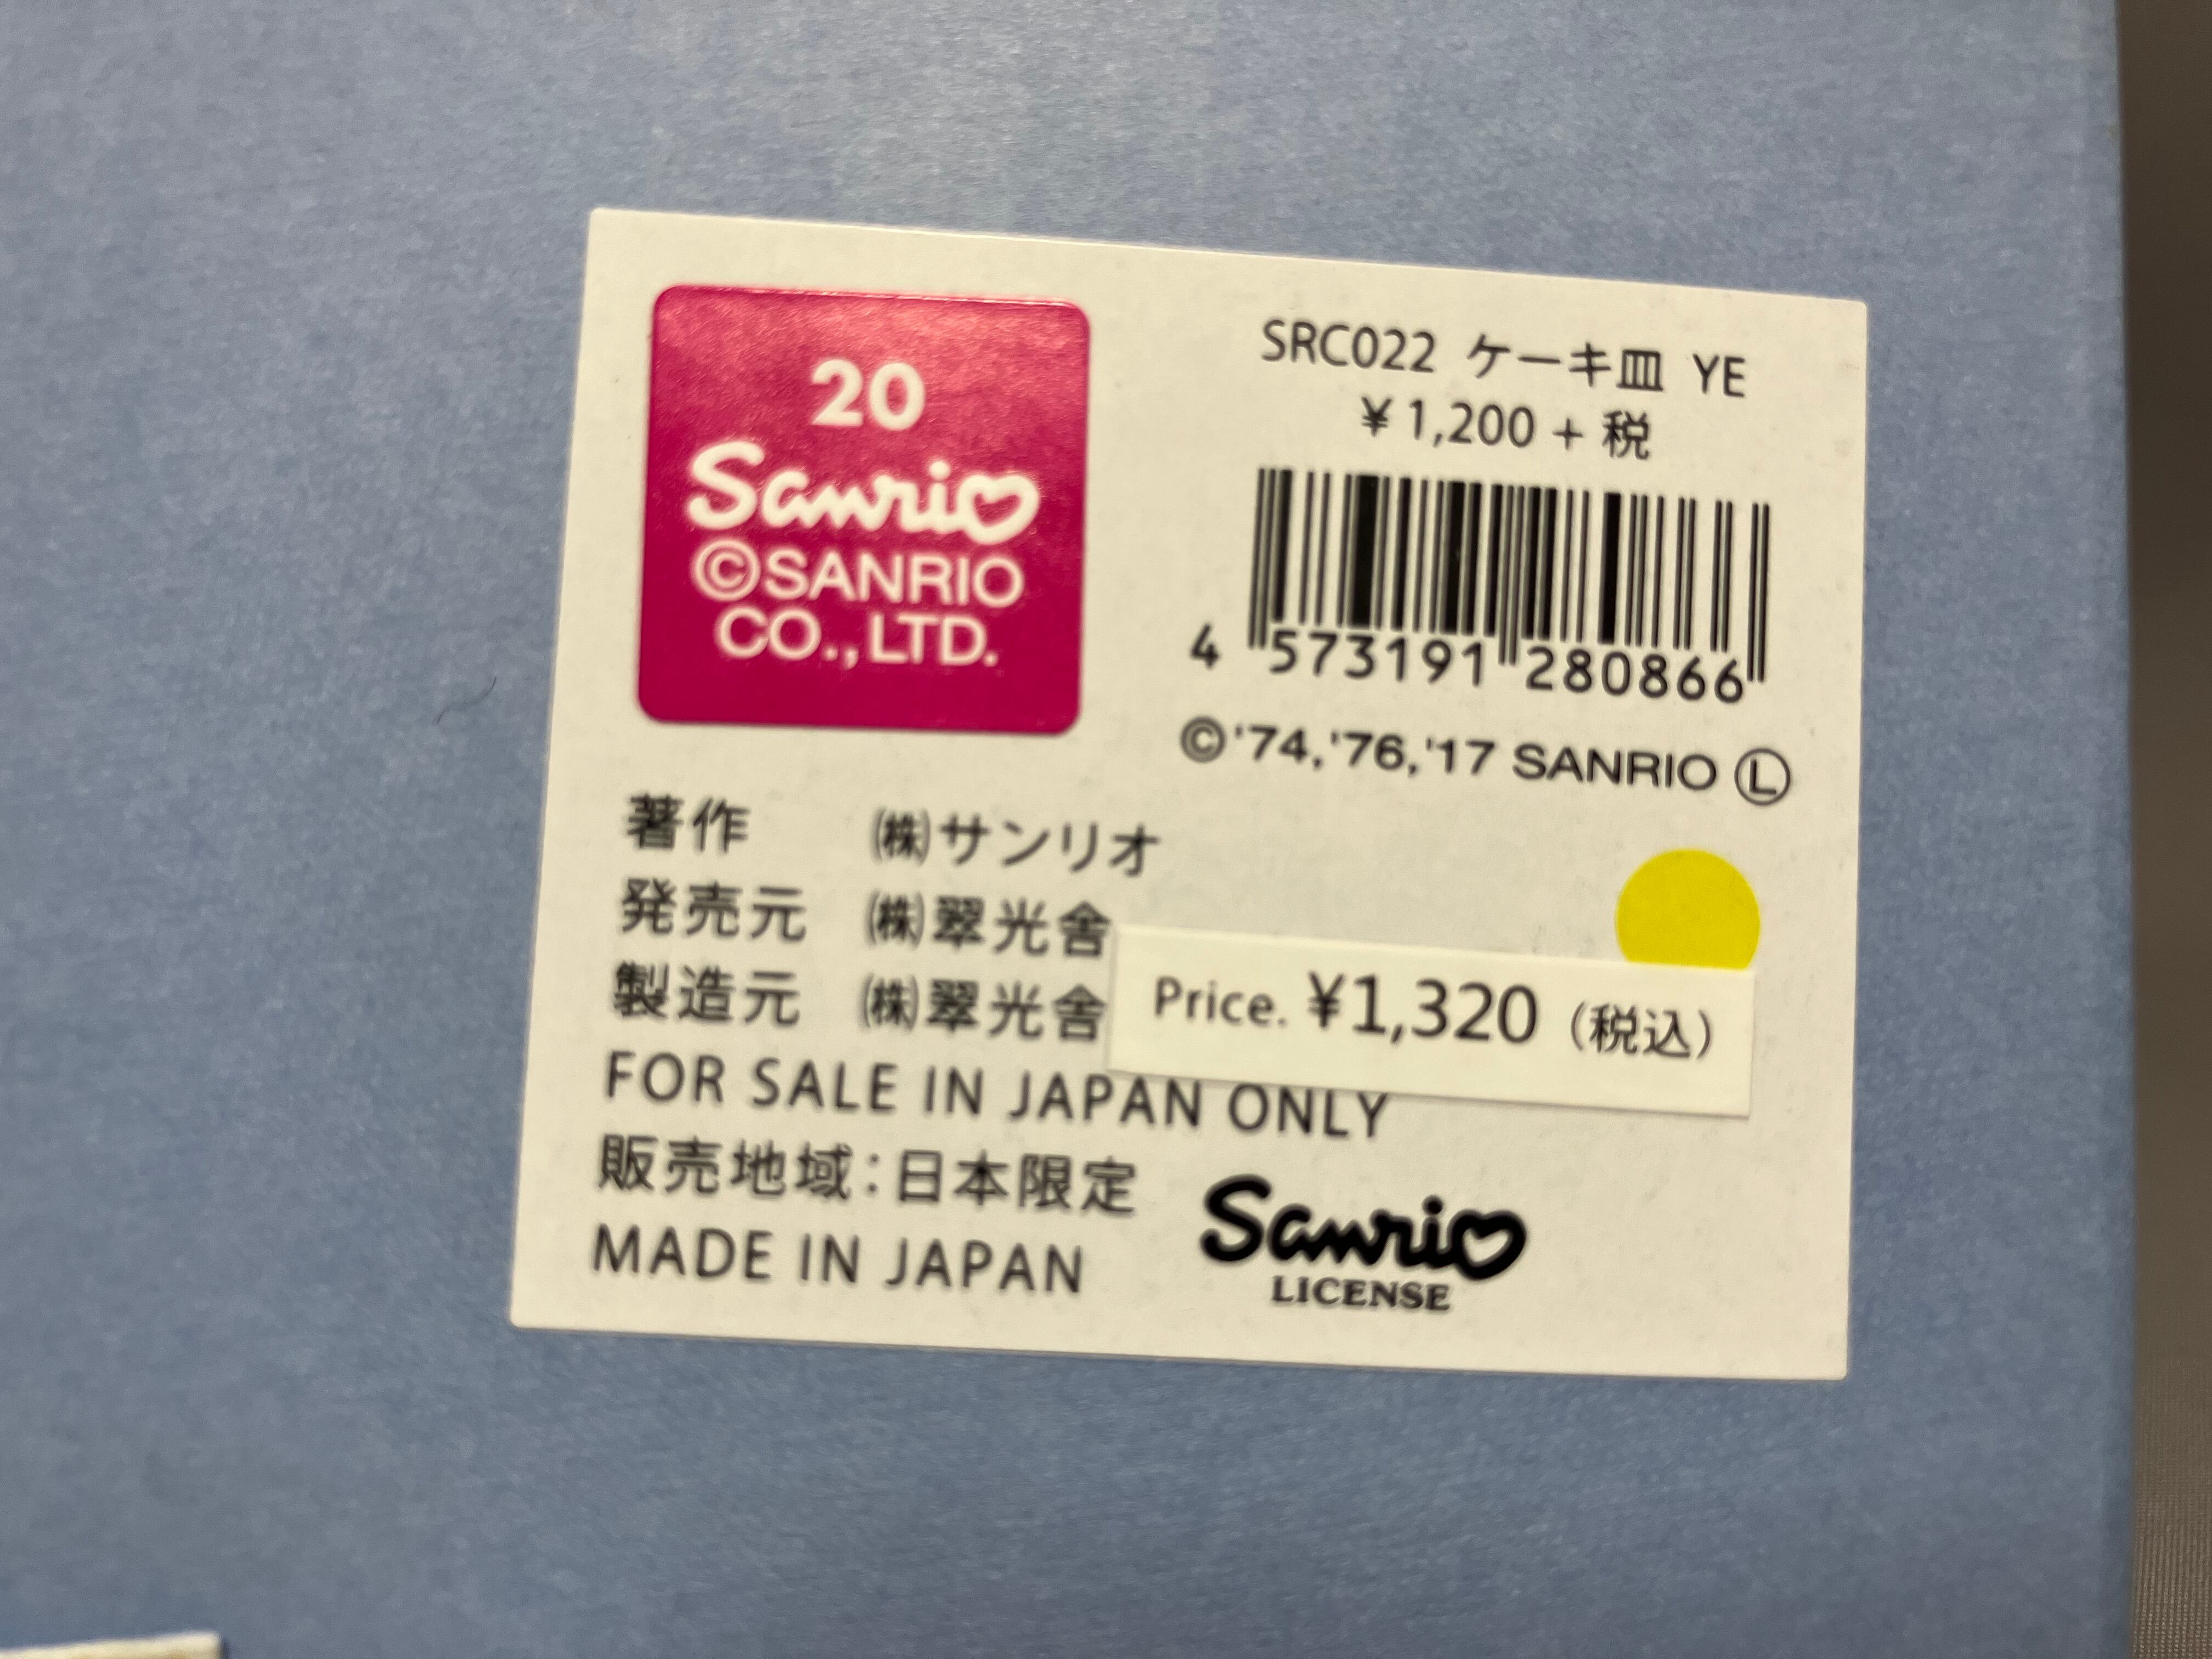 20
Sanrio
©SANRIO
CO.,LTD.
SRC022 ケーキ皿 YE
¥1,200 + 税
4 573191 280866
©'74,'76,'17 SANRIO Ⓛ
著作 ㈱サンリオ
発売元 ㈱翠光舎
製造元 ㈱翠光舎
Price. ¥1,320（税込）
FOR SALE IN JAPAN ONLY
販売地域：日本限定
MADE IN JAPAN
Sanrio
LICENSE